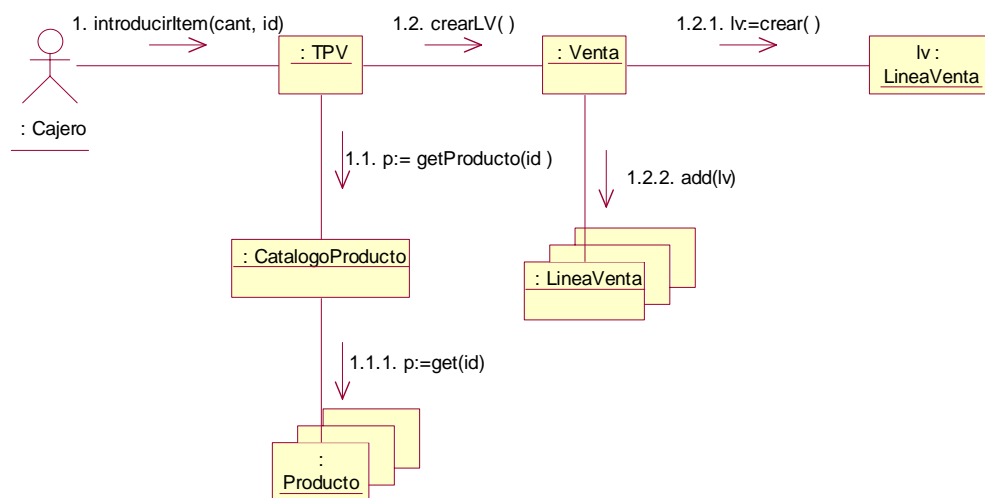 1. introducirItem(cant, id)
1.2. crearLV( )
1.2.1. lv:=crear( )
: TPV
: Venta
lv :
LineaVenta
: Cajero
1.1. p:= getProducto(id )
1.2.2. add(lv)
: CatalogoProducto
: LineaVenta
1.1.1. p:=get(id)
:
Producto